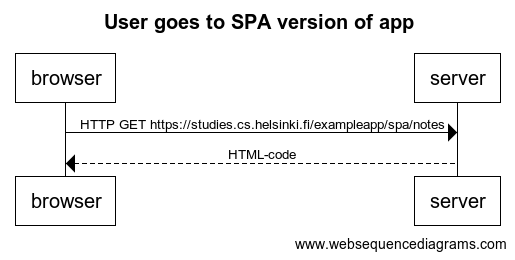 User goes to SPA version of app
browser server
HTTP GET https://studies.cs.helsinki.fi/exampleapp/spa/notes
HTML-code
browser server
www.websequencediagrams.com